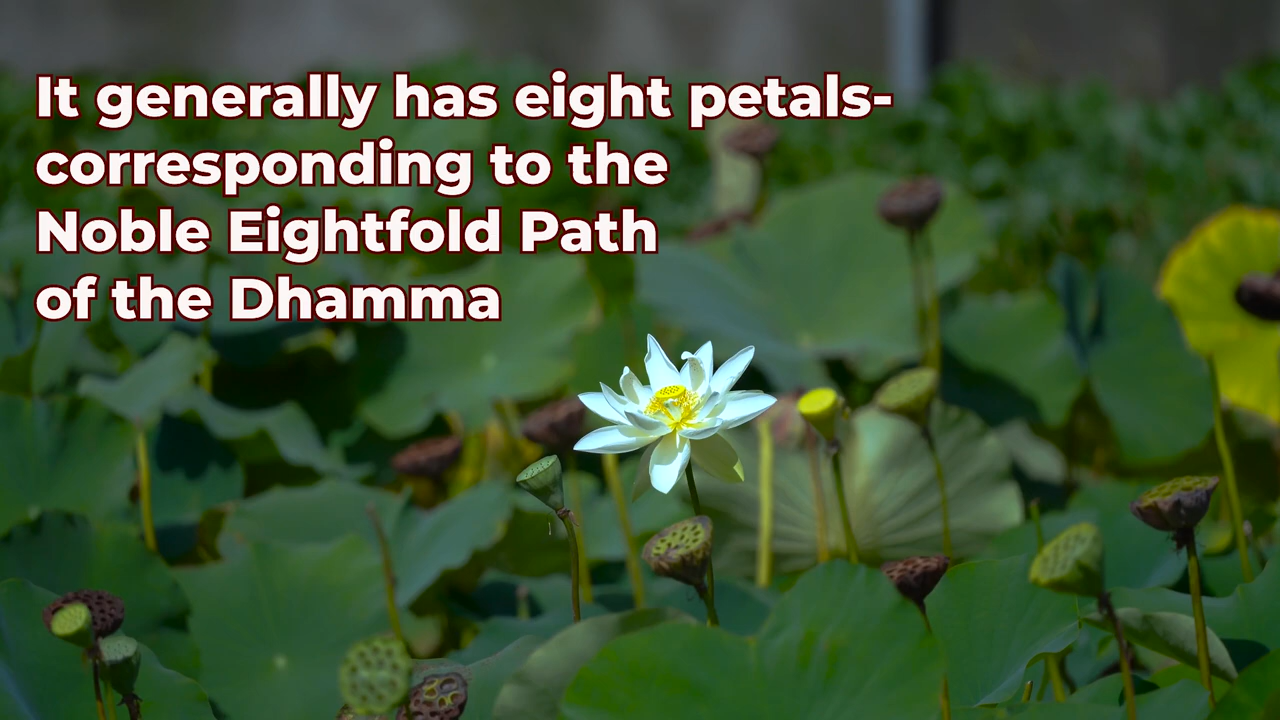 It generally has eight petals-
corresponding to the
Noble Eightfold Path
of the Dhamma